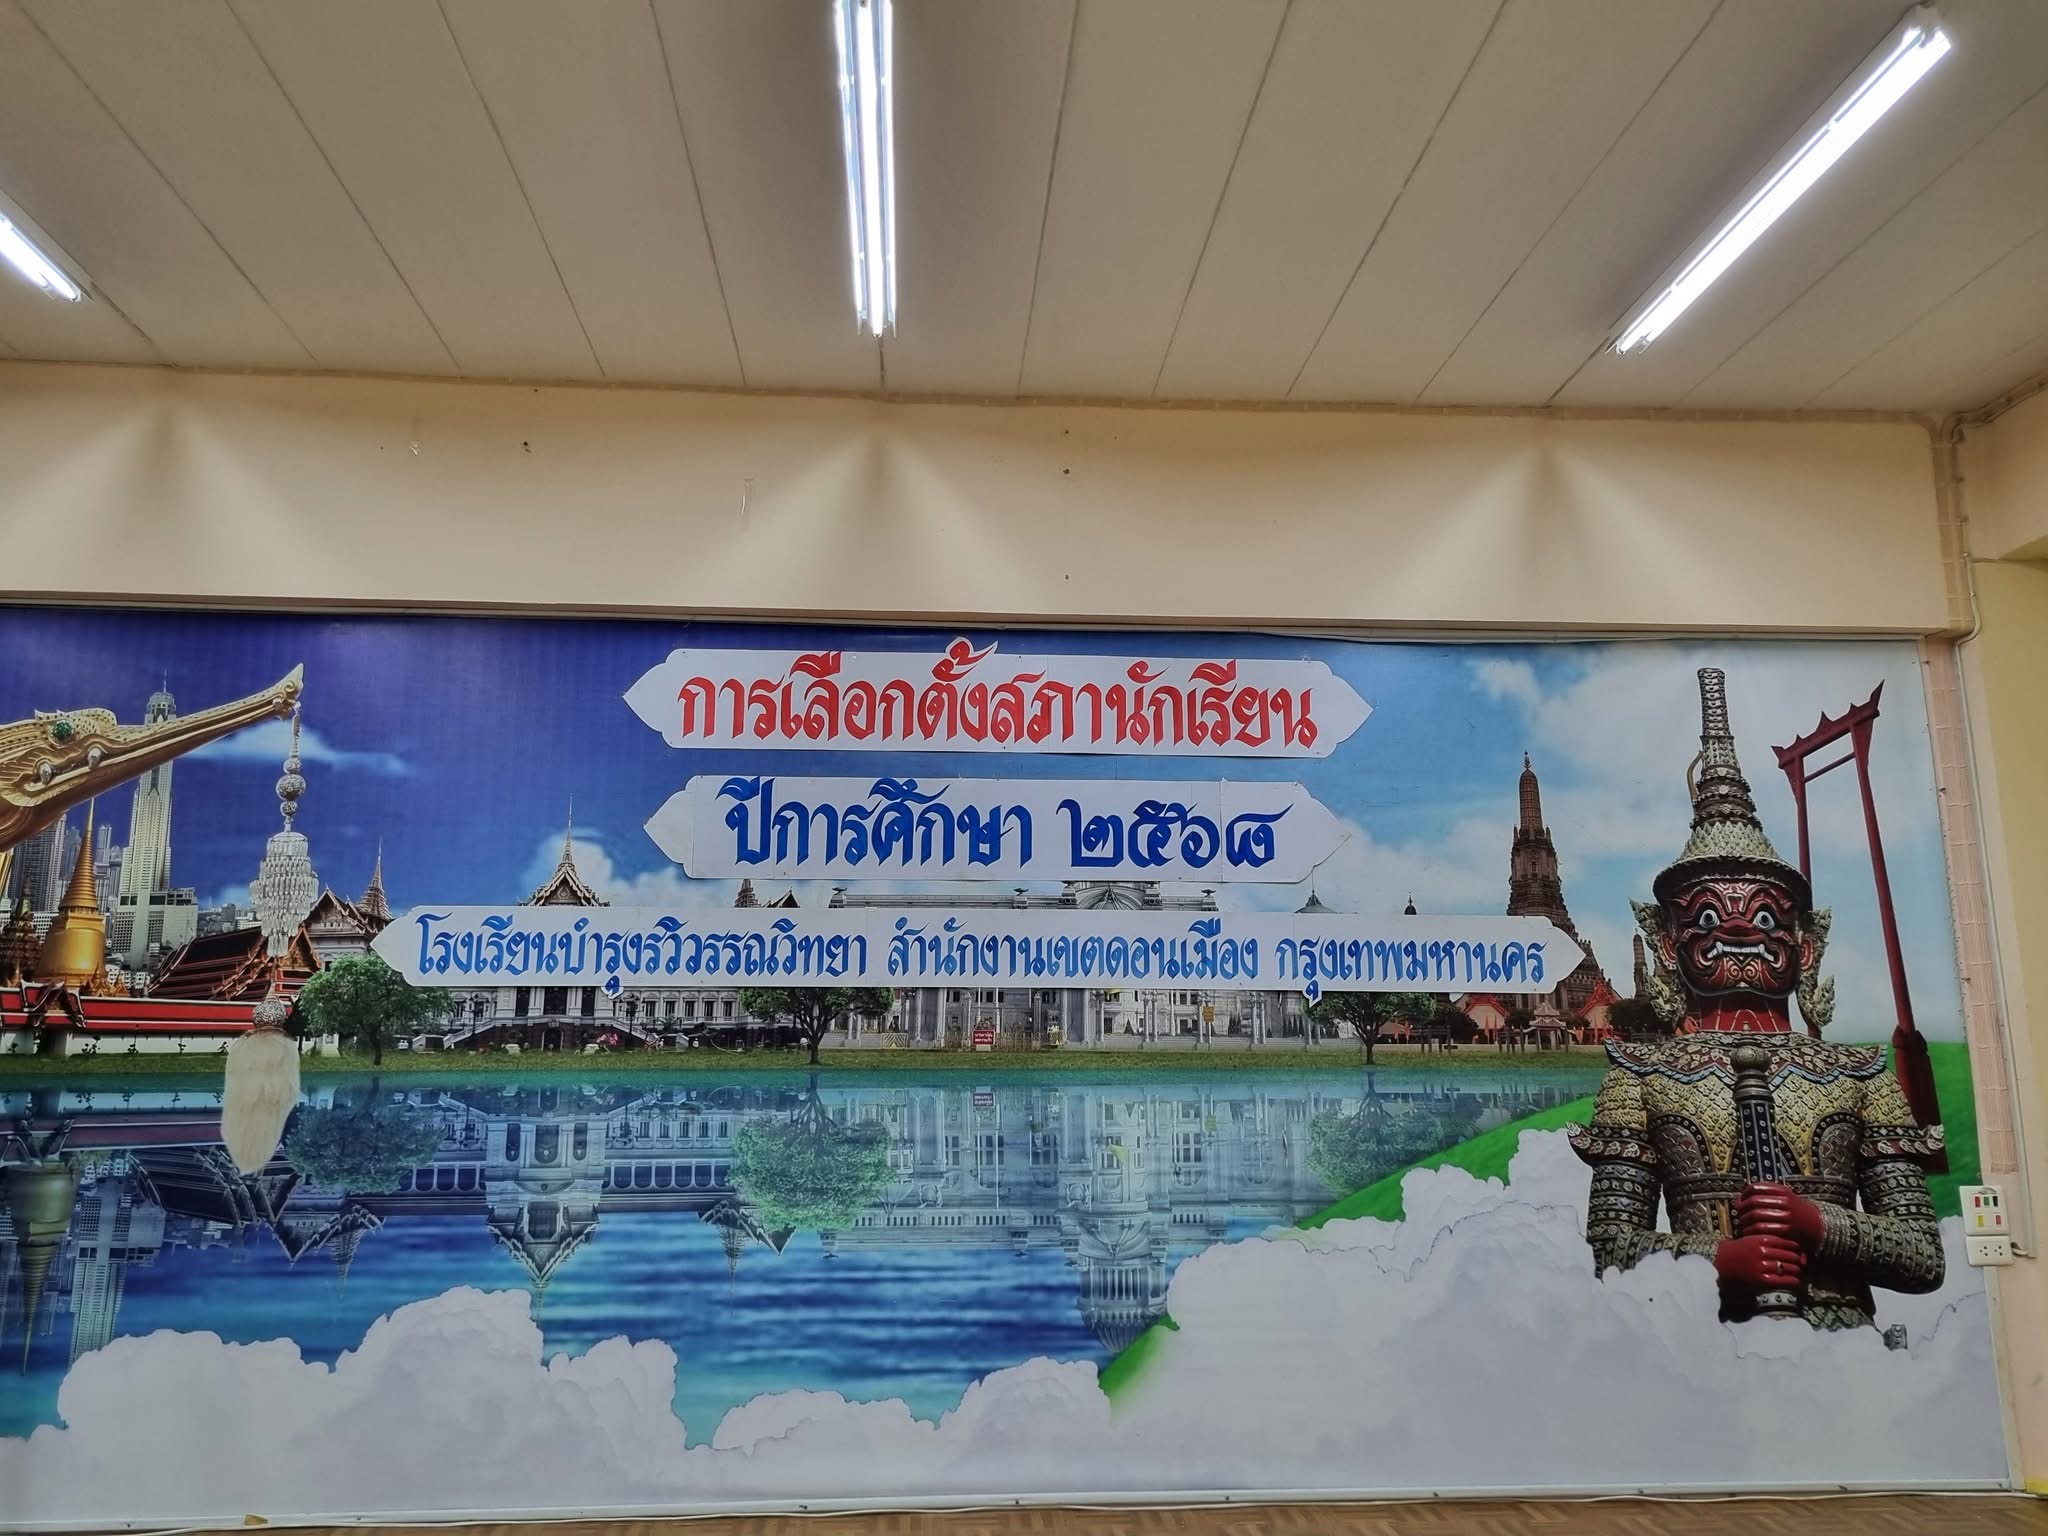 การเลือกตั้งสภานักเรียน
ปีการศึกษา ๒๕๖๘
โรงเรียนบำรุงรวิวรรณวิทยา สำนักงานเขตดอนเมือง กรุงเทพมหานคร